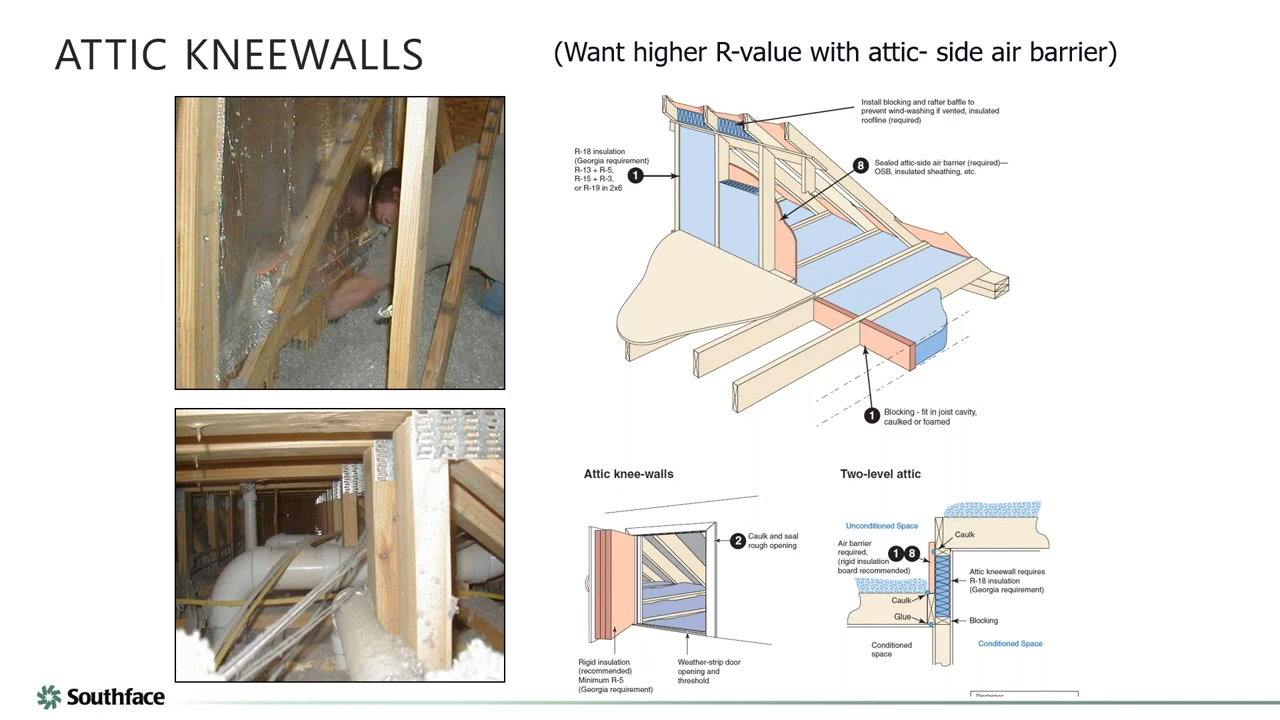 ATTIC KNEEWALLS
(Want higher R-value with attic- side air barrier)
Install blocking and rafter baffle to
prevent wind-washing if vented, insulated
roofline (required)
R-18 insulation
(Georgia requirement)
R-13 + R-5,
R-15 + R-3,
or R-19 in 2x6
1
8
Sealed attic-side air barrier (required)—
OSB, insulated sheathing, etc.
1
Blocking - fit in joist cavity,
caulked or foamed
Attic knee-walls
2
Caulk and seal
rough opening
Rigid insulation
(recommended)
Minimum R-5
(Georgia requirement)
Weather-strip door
opening and
threshold
Two-level attic
Unconditioned Space
Caulk
Air barrier
required,
(rigid insulation
board recommended)
1 8
Attic kneewall requires
R-18 insulation
(Georgia requirement)
Caulk
Glue
Blocking
Conditioned
space
Conditioned Space
Southface